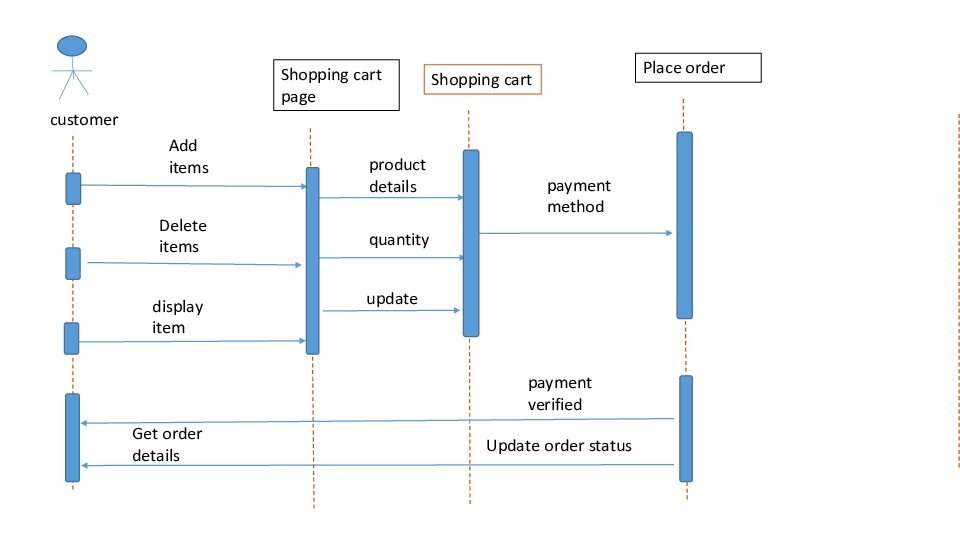 Shopping cart
page
Shopping cart
Place order
customer
Add
items
product
details
payment
method
Delete
items
quantity
display
item
update
payment
verified
Get order
details
Update order status